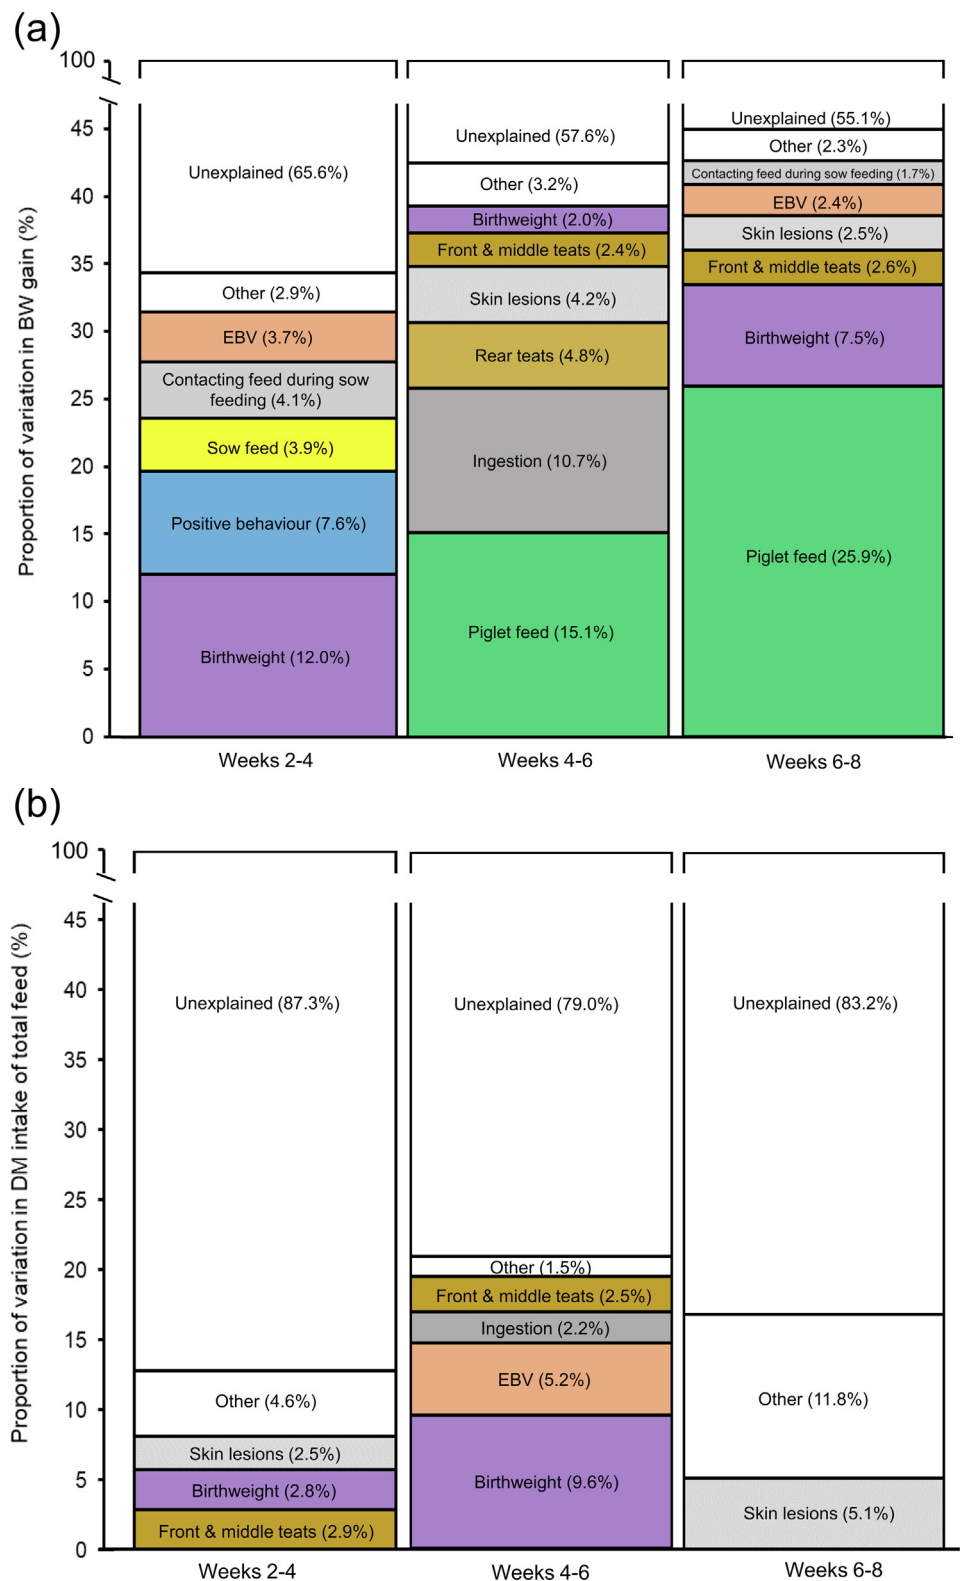 (a)
Proportion of variation in BW gain (%)
100
45
40
35
30
25
20
15
10
5
0
Unexplained (65.6%)
Other (2.9%)
EBV (3.7%)
Contacting feed during sow
feeding (4.1%)
Sow feed (3.9%)
Positive behaviour (7.6%)
Birthweight (12.0%)
Unexplained (57.6%)
Other (3.2%)
Birthweight (2.0%)
Front & middle teats (2.4%)
Skin lesions (4.2%)
Rear teats (4.8%)
Ingestion (10.7%)
Piglet feed (15.1%)
Unexplained (55.1%)
Other (2.3%)
Contacting feed during sow feeding (1.7%)
EBV (2.4%)
Skin lesions (2.5%)
Front & middle teats (2.6%)
Birthweight (7.5%)
Piglet feed (25.9%)
Weeks 2-4
Weeks 4-6
Weeks 6-8
(b)
Proportion of variation in DM intake of total feed (%)
100
45
40
35
30
25
20
15
10
5
0
Unexplained (87.3%)
Other (4.6%)
Skin lesions (2.5%)
Birthweight (2.8%)
Front & middle teats (2.9%)
Unexplained (79.0%)
Other (1.5%)
Front & middle teats (2.5%)
Ingestion (2.2%)
EBV (5.2%)
Birthweight (9.6%)
Unexplained (83.2%)
Other (11.8%)
Skin lesions (5.1%)
Weeks 2-4
Weeks 4-6
Weeks 6-8